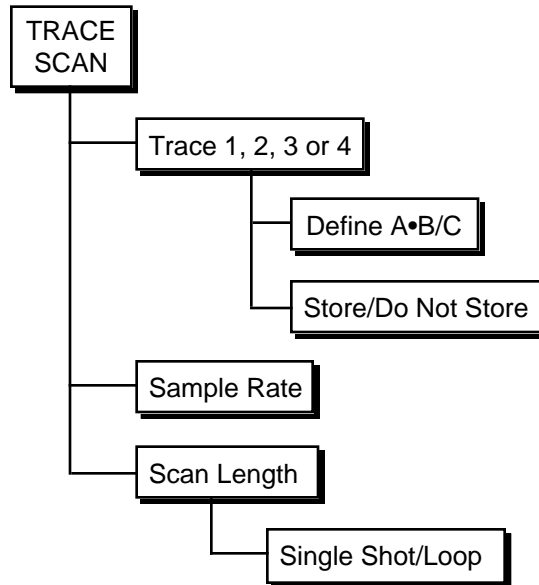 TRACE
SCAN
Trace 1, 2, 3 or 4
Define A•B/C
Store/Do Not Store
Sample Rate
Scan Length
Single Shot/Loop